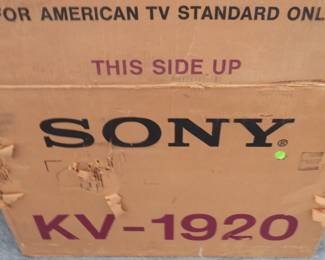 FOR AMERICAN TV STANDARD ONL
THIS SIDE UP
SONY®
KV-1920